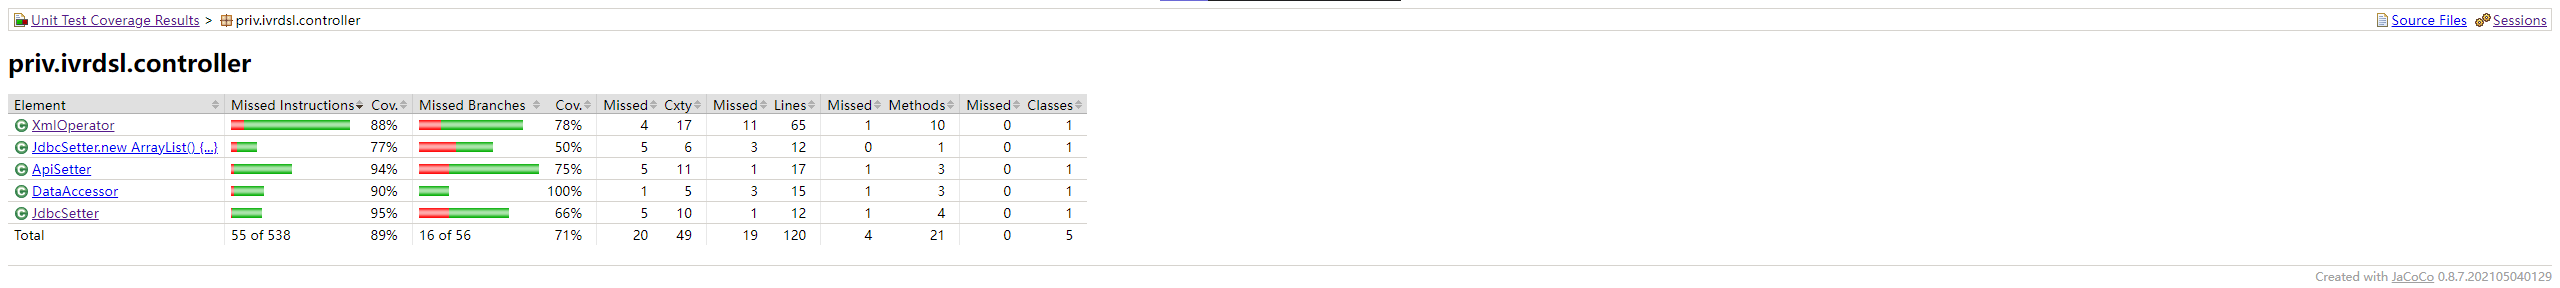 Unit Test Coverage Results > priv.ivrdsl.controller Source Files Sessions
priv.ivrdsl.controller
Element Missed Instructions Cov. Missed Branches Cov. Missed Cxty Missed Lines Missed Methods Missed Classes
XmlOperator 88% 78% 4 17 11 65 1 10 0 1
JdbcSetter.new ArrayList() {...} 77% 50% 5 6 3 12 0 1 0 1
ApiSetter 94% 75% 5 11 1 17 1 3 0 1
DataAccessor 90% 100% 1 5 3 15 1 3 0 1
JdbcSetter 95% 66% 5 10 1 12 1 4 0 1
Total 55 of 538 89% 16 of 56 71% 20 49 19 120 4 21 0 5
Created with JaCoCo 0.8.7.202105040129